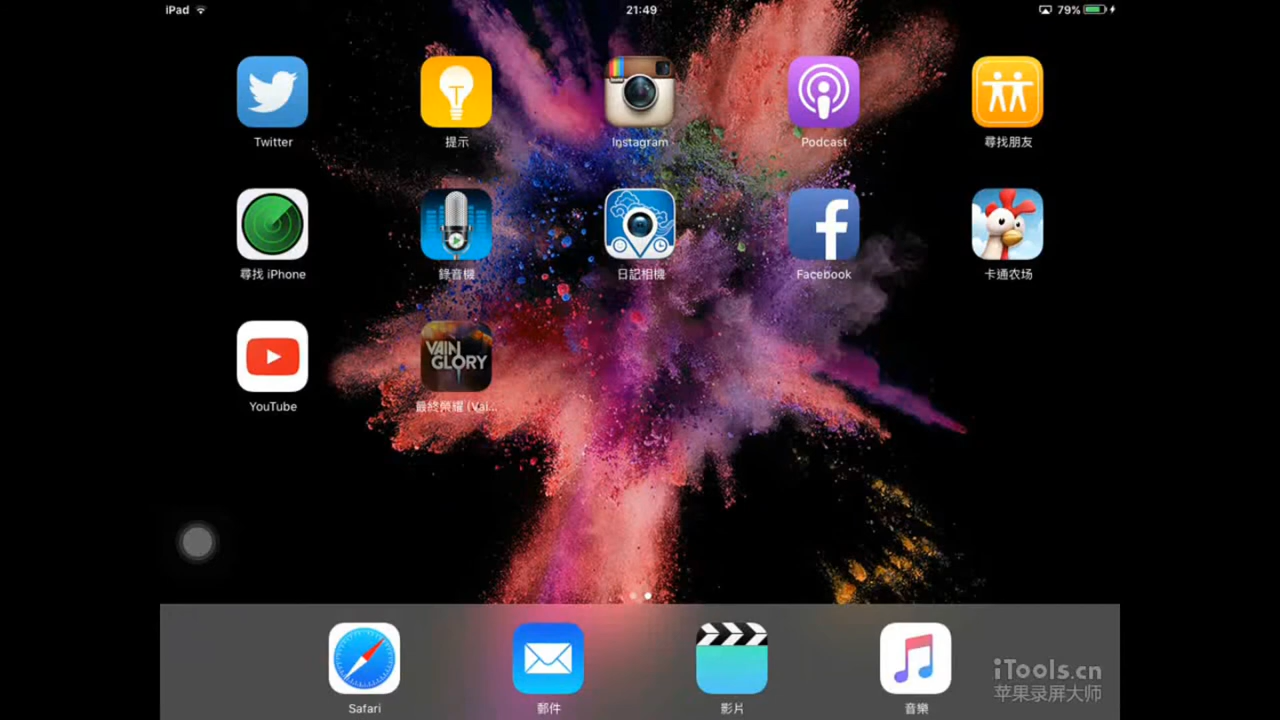 iPad
21:49
79%
Twitter
提示
Instagram
Podcast
尋找朋友
尋找 iPhone
錄音機
日記相機
Facebook
卡通农场
YouTube
VAIN
GLORY
最終榮耀 (Vai...
Safari
郵件
影片
音樂
iTools.cn
苹果录屏大师